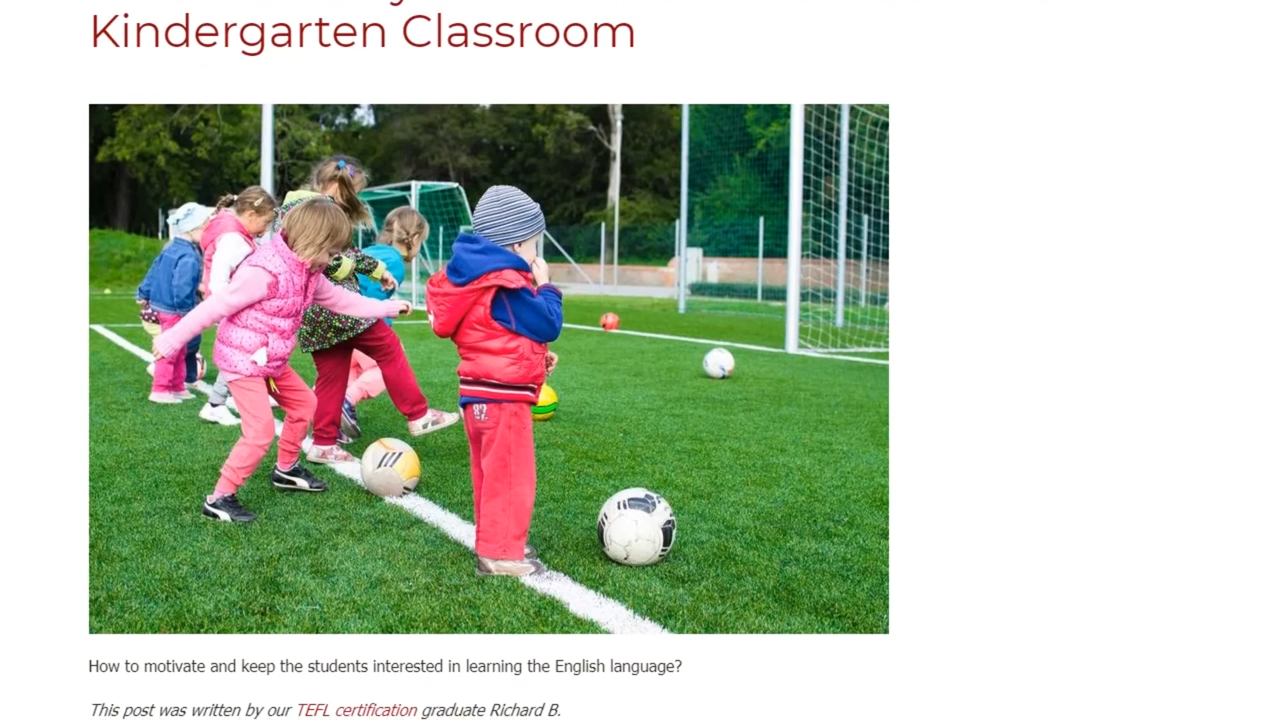 Kindergarten Classroom
82
How to motivate and keep the students interested in learning the English language?
This post was written by our TEFL certification graduate Richard B.